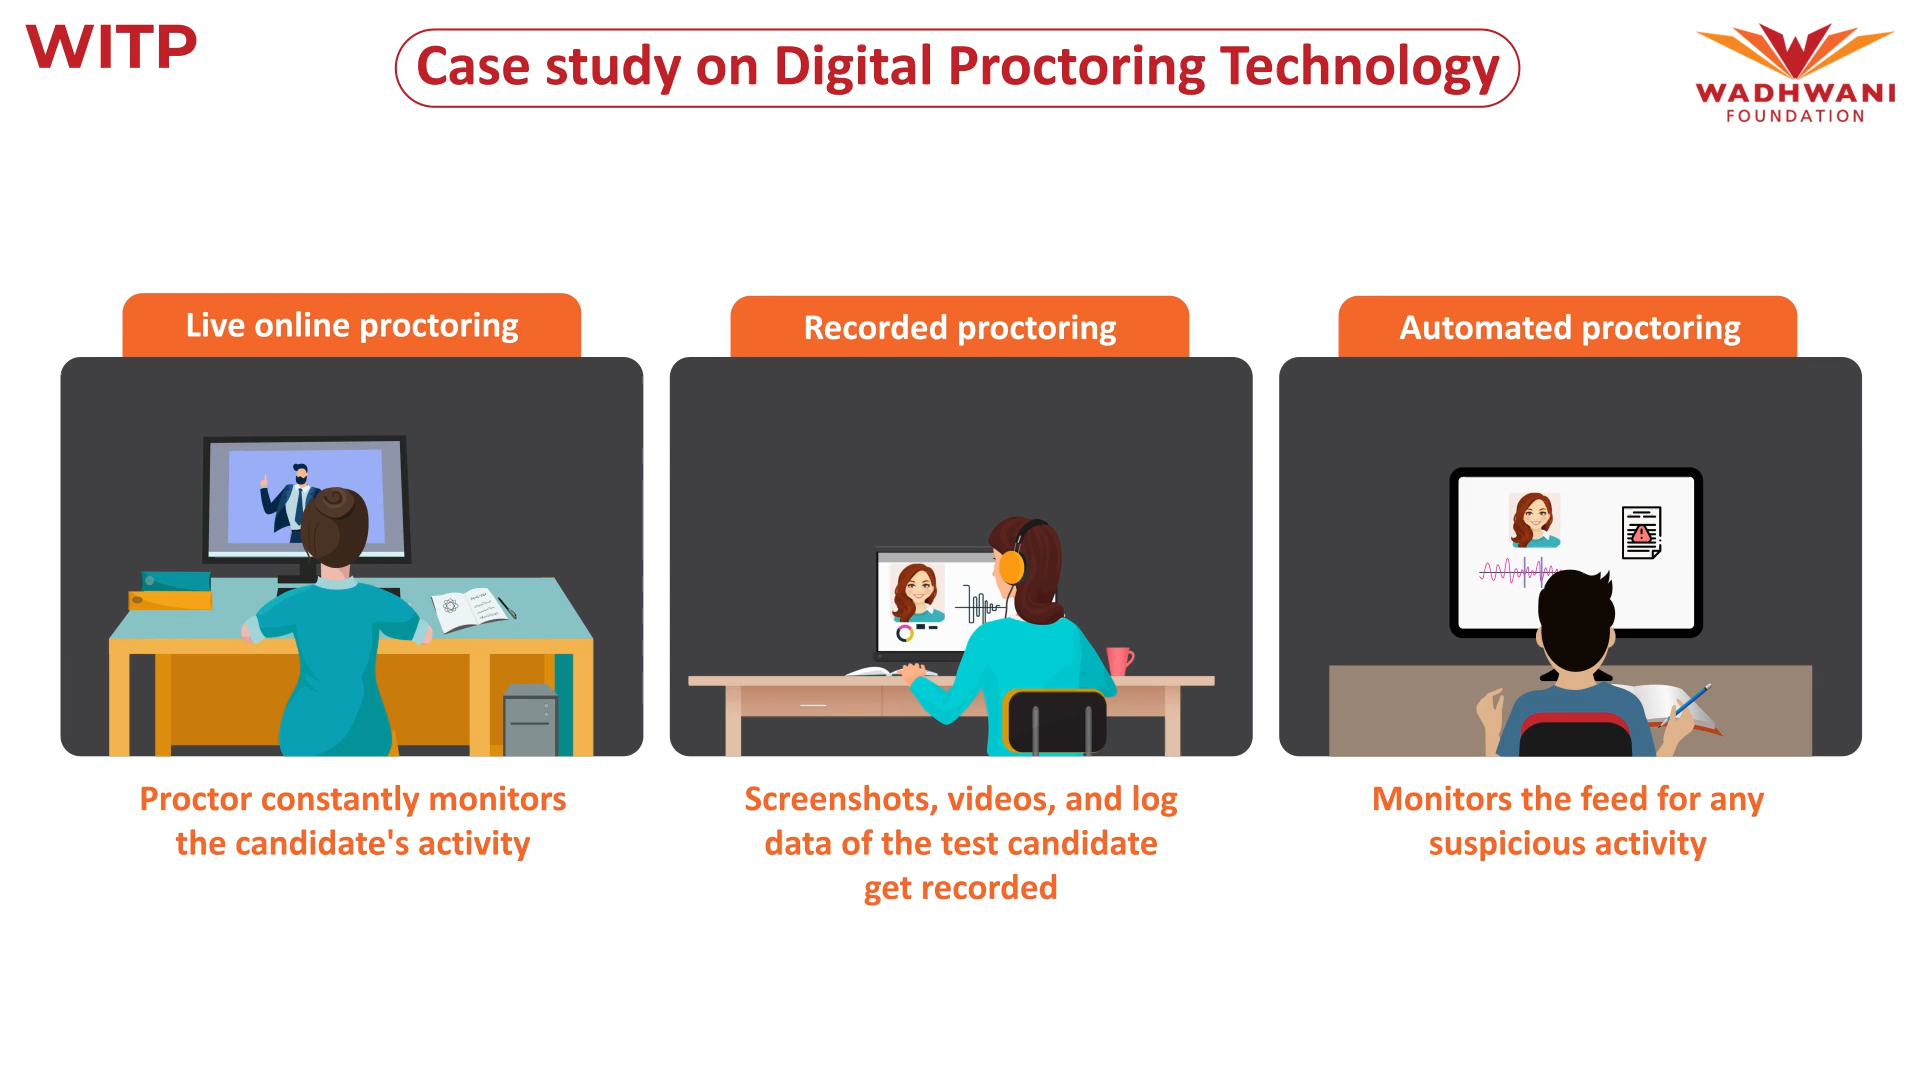 WITP
Case study on Digital Proctoring Technology
WADHWANI
FOUNDATION
Live online proctoring
Proctor constantly monitors
the candidate's activity
Recorded proctoring
Screenshots, videos, and log
data of the test candidate
get recorded
Automated proctoring
Monitors the feed for any
suspicious activity